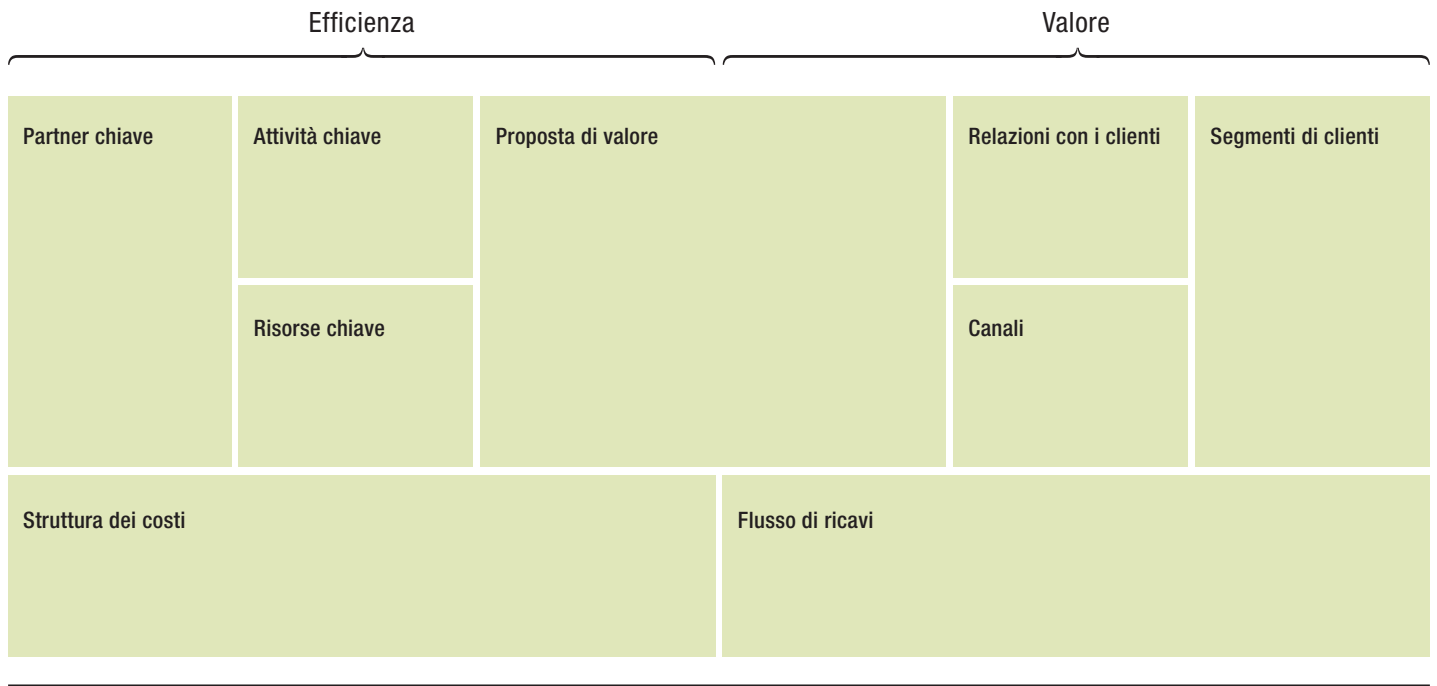 Efficienza
Valore
Partner chiave
Attività chiave
Proposta di valore
Relazioni con i clienti
Segmenti di clienti
Risorse chiave
Canali
Struttura dei costi
Flusso di ricavi